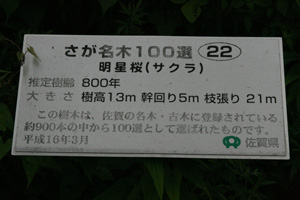 さが名木100選 22
明星桜(サクラ)
推定樹齢 800年
大きさ 樹高13m 幹回り5m 枝張り 21m
この樹木は、佐賀の名木・古木に登録されている
約900本の中から100選として選ばれたものです。
平成16年3月 佐賀県